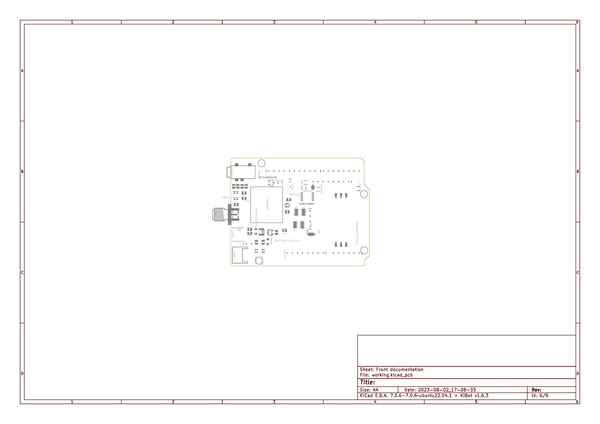 1 2 3 4 5 6
A A
B B
C C
D D
Sheet: Front documentation
File: working.kicad_pcb
Title:
Size: A4 Date: 2023-08-02_17-08-33 Rev:
KiCad E.D.A. 7.0.6-7.0.6~ubuntu22.04.1 + KiBot v1.6.3 Id: 6/6
1 2 3 4 5 6